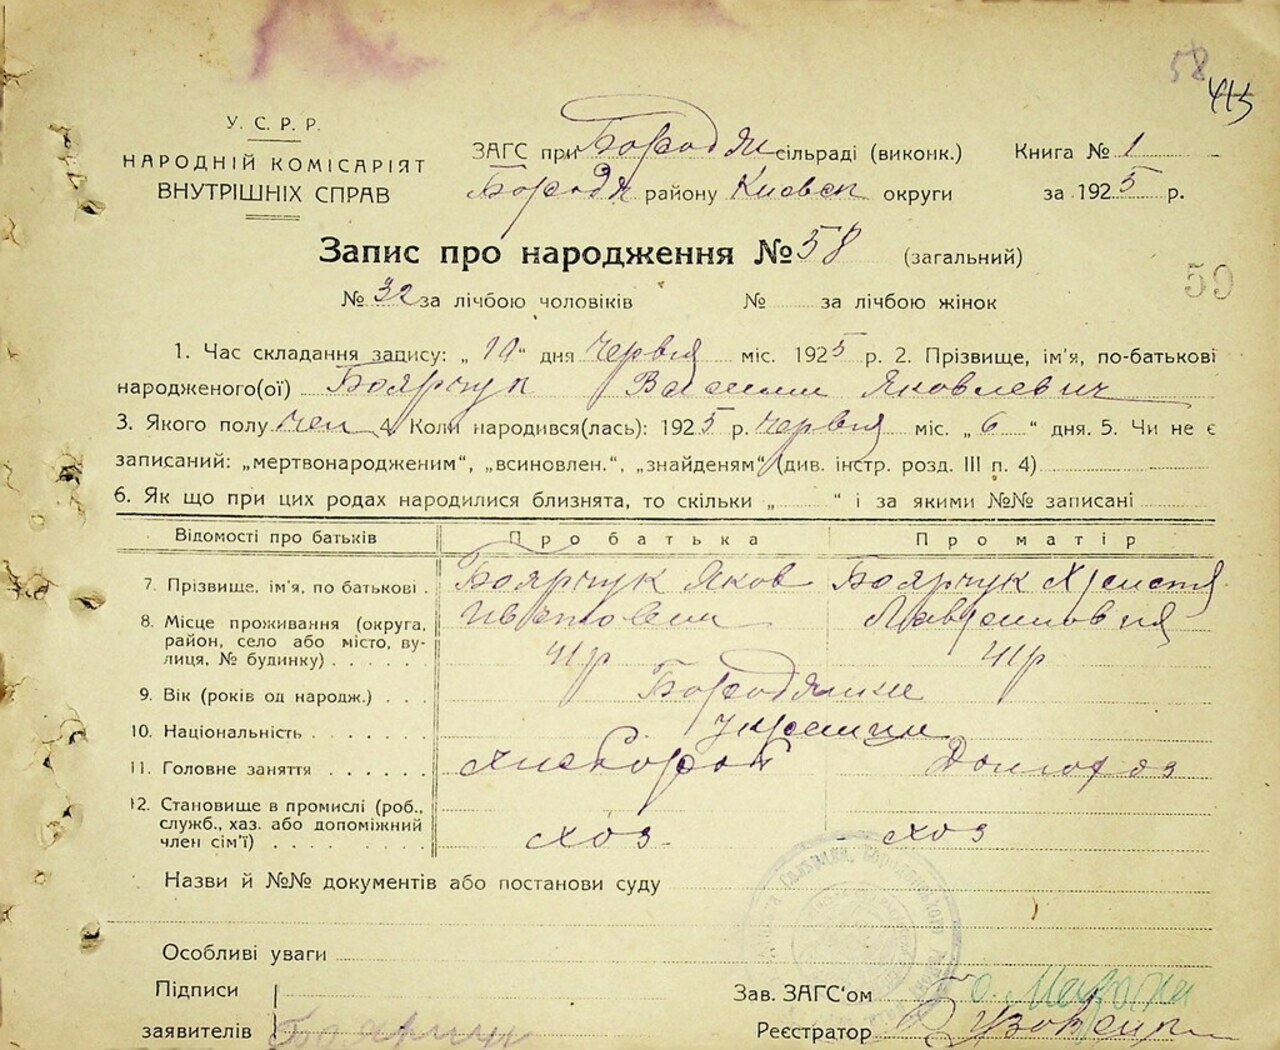 58
415
У. С. Р. Р.
НАРОДНІЙ КОМІСАРІЯТ
ВНУТРІШНІХ СПРАВ
ЗАГС при Бородян сільраді (виконк.) Книга № 1
Бородя району Киевск округи за 1925 р.
Запис про народження № 58 (загальний)
59
№ 32 за лічбою чоловіків № за лічбою жінок
1. Час складання запису: „ 10 “ дня червня міс. 1925 р. 2. Прізвище, ім'я, по-батькові
народженого(ої) Боярчук Василий Яковлевич
3. Якого полу чел 4. Коли народився(лась): 1925 р. червня міс. „ 6 “ дня. 5. Чи не є
записаний: „мертвонародженим“, „всиновлен.“, „знайденям“ (див. інстр. розд. III п. 4)
6. Як що при цих родах народилися близнята, то скільки „ “ і за якими №№ записані
Відомості про батьків Про батька Про матір
7. Прізвище, ім'я, по батькові . Боярчук Яков Боярчук Христя
8. Місце проживання (округа, район, село або місто, вулиця, № будинку)
9. Вік (років од народж.) Бородянка
10. Національність
11. Головне заняття Хлебороб Домохоз
12. Становище в промислі (роб., служб., хаз. або допоміжний член сім'ї) хоз хоз
Назви й №№ документів або постанови суду
Особливі уваги
Підписи
Зав. ЗАГС'ом
заявителів Боярчук
Реєстратор